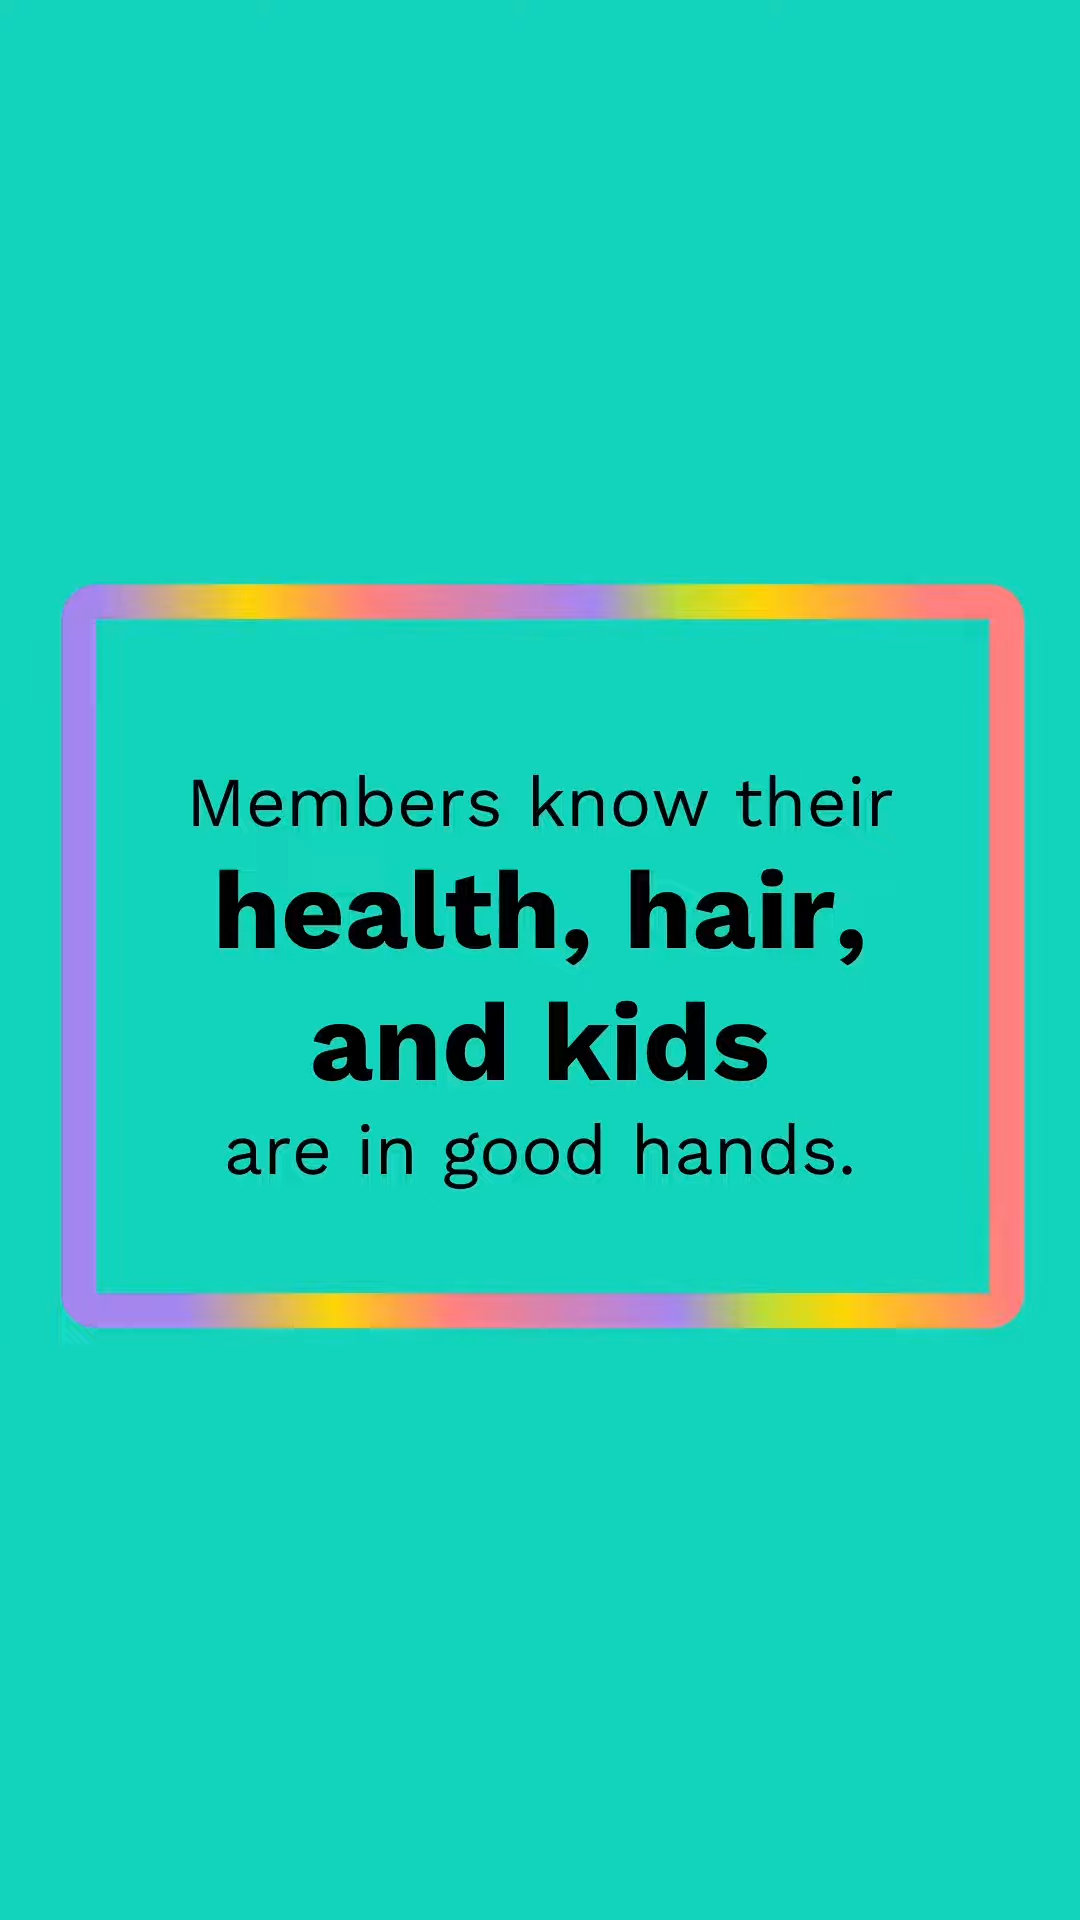 Members know their
health, hair,
and kids
are in good hands.